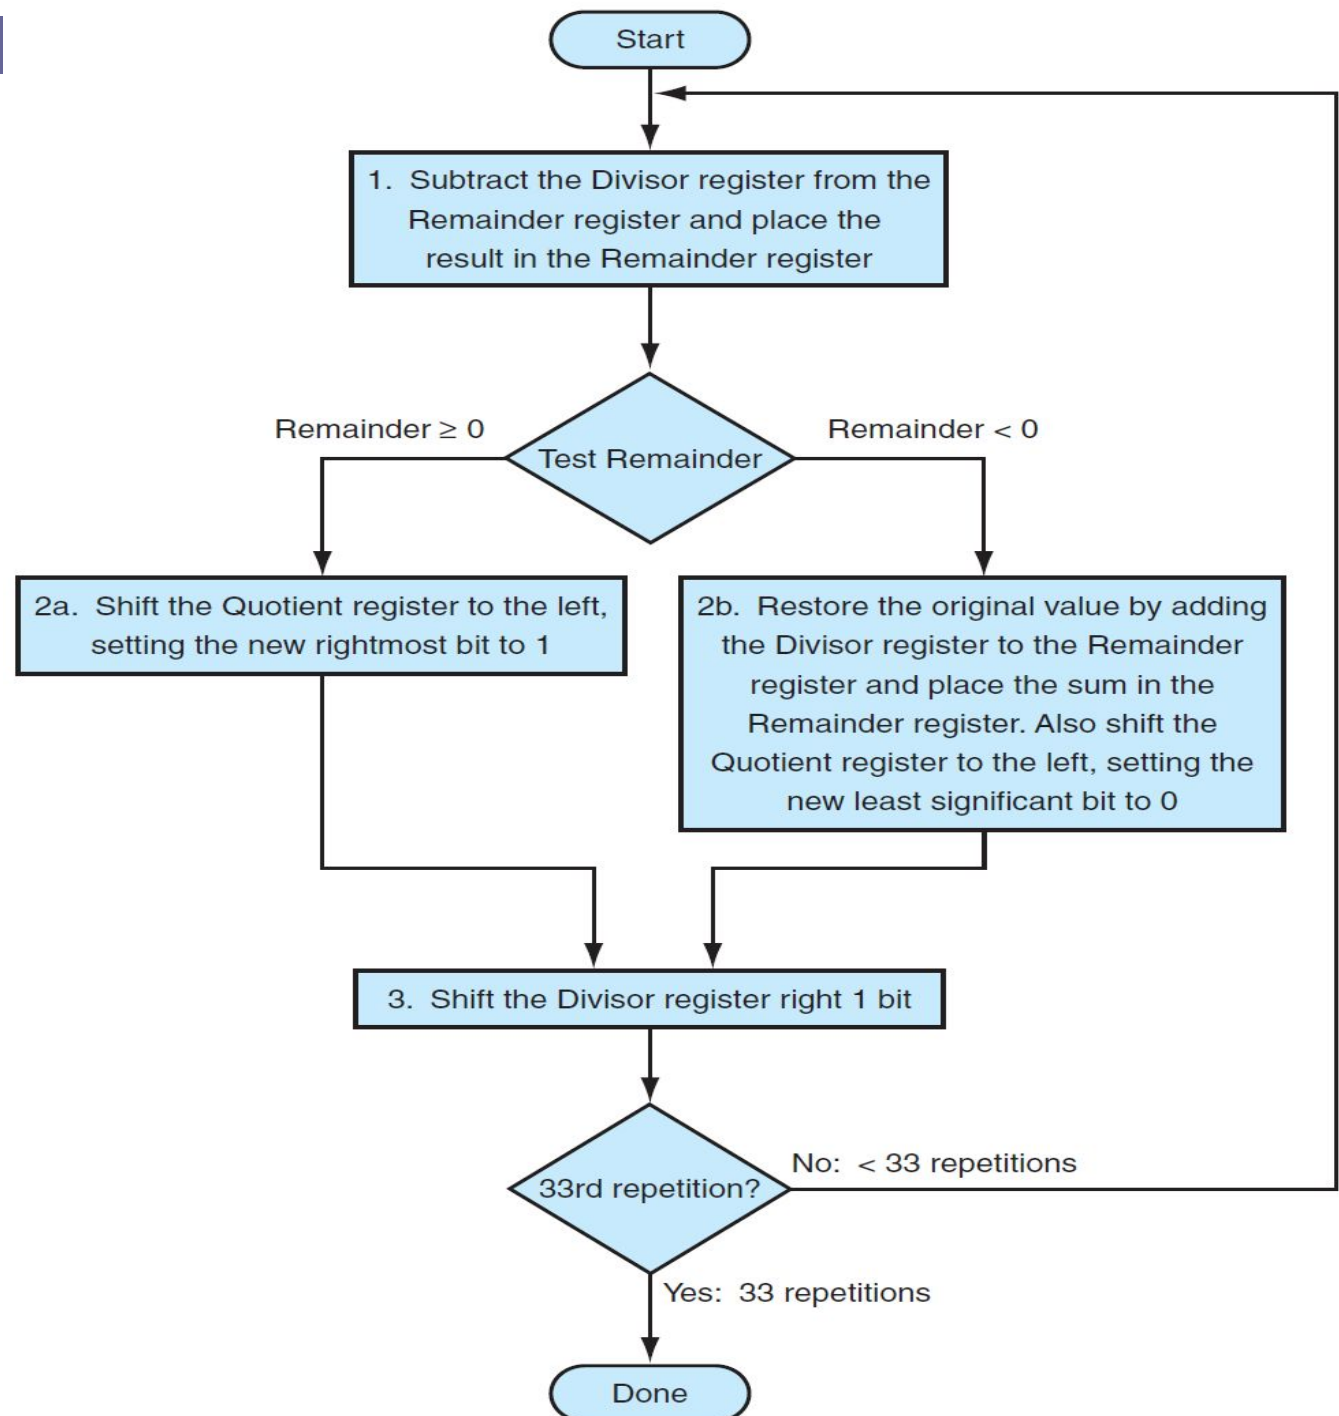 Start
1. Subtract the Divisor register from the
Remainder register and place the
result in the Remainder register
Test Remainder
Remainder ≥ 0
Remainder < 0
2a. Shift the Quotient register to the left,
setting the new rightmost bit to 1
2b. Restore the original value by adding
the Divisor register to the Remainder
register and place the sum in the
Remainder register. Also shift the
Quotient register to the left, setting the
new least significant bit to 0
3. Shift the Divisor register right 1 bit
33rd repetition?
No: < 33 repetitions
Yes: 33 repetitions
Done